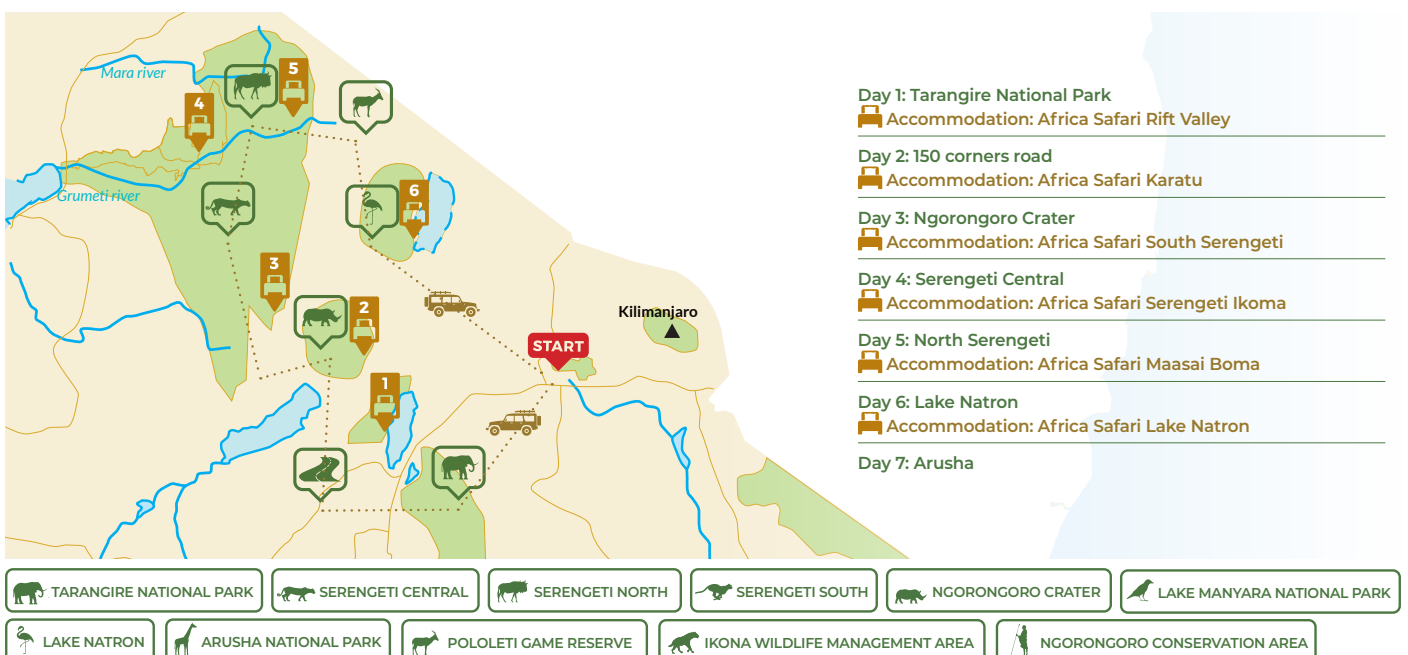 Mara river
5
4
Grumeti river
6
3
2
Kilimanjaro
START
1
Day 1: Tarangire National Park
Accommodation: Africa Safari Rift Valley
Day 2: 150 corners road
Accommodation: Africa Safari Karatu
Day 3: Ngorongoro Crater
Accommodation: Africa Safari South Serengeti
Day 4: Serengeti Central
Accommodation: Africa Safari Serengeti Ikoma
Day 5: North Serengeti
Accommodation: Africa Safari Maasai Boma
Day 6: Lake Natron
Accommodation: Africa Safari Lake Natron
Day 7: Arusha
TARANGIRE NATIONAL PARK
SERENGETI CENTRAL
SERENGETI NORTH
SERENGETI SOUTH
NGORONGORO CRATER
LAKE MANYARA NATIONAL PARK
LAKE NATRON
ARUSHA NATIONAL PARK
POLOLETI GAME RESERVE
IKONA WILDLIFE MANAGEMENT AREA
NGORONGORO CONSERVATION AREA